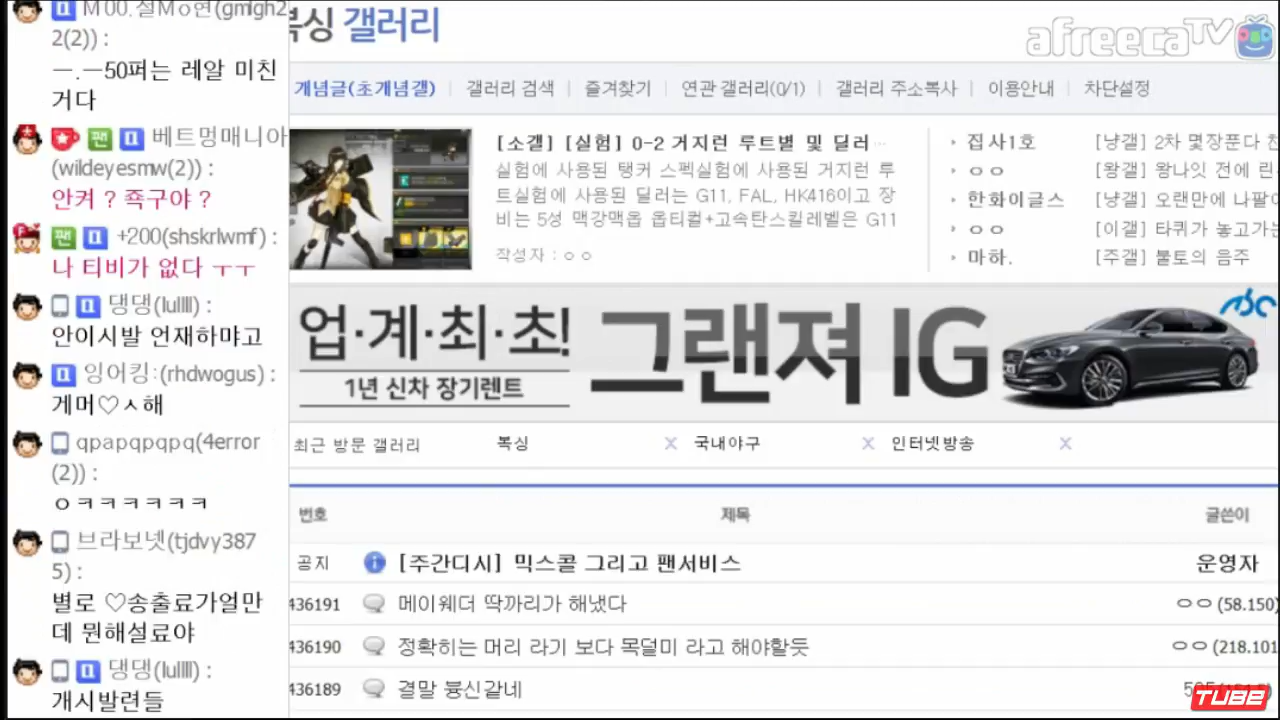 M00.설Mo현(gmlgh2
2(2)) :
ㅡ.ㅡ50퍼는 레알 미친
거다
팬 베트멍매니아
(wildeyesmw(2)) :
안켜 ? 죡구야 ?
팬 +200(shskrlwmf) :
나 티비가 없다 ㅜㅜ
댕댕(lullll) :
안이시발 언재하먀고
잉어킹:(rhdwogus) :
게머♡ㅅ해
qpapqpqpq(4error
(2)) :
ㅇㅋㅋㅋㅋㅋㅋ
브라보넷(tjdvy387
5) :
별로 ♡송출료가얼만
데 뭔해설료야
댕댕(lullll) :
개시발련들
복싱 갤러리
afreecaTV
개념글(초개념갤) 갤러리 검색 즐겨찾기 연관 갤러리(0/1) 갤러리 주소복사 이용안내 차단설정
[소겔] [실험] 0-2 거지런 루트별 및 딜러…
실험에 사용된 탱커 스펙실험에 사용된 거지런 루
트실험에 사용된 딜러는 G11, FAL, HK416이고 장
비는 5성 맥강맥옵 옵티컬+고속탄스킬레벨은 G11
작성자 : ㅇㅇ
집사1호 [냥갤] 2차 몇장푼다
ㅇㅇ [왕갤] 왕나잇 전에 린
한화이글스 [냥갤] 오랜만에 나팔
ㅇㅇ [이갤] 타퀴가 놓고가는
마하. [주갤] 불토의 음주
업·계·최·초!
1년 신차 장기렌트
그랜져 IG
최근 방문 갤러리 복싱 X 국내야구 X 인터넷방송 X
번호 제목 글쓴이
공지 [주간디시] 믹스콜 그리고 팬서비스 운영자
436191 메이웨더 딱까리가 해냈다 ㅇㅇ(58.150)
436190 정확히는 머리 라기 보다 목덜미 라고 해야할듯 ㅇㅇ(218.101
436189 결말 븅신같네
TUBE